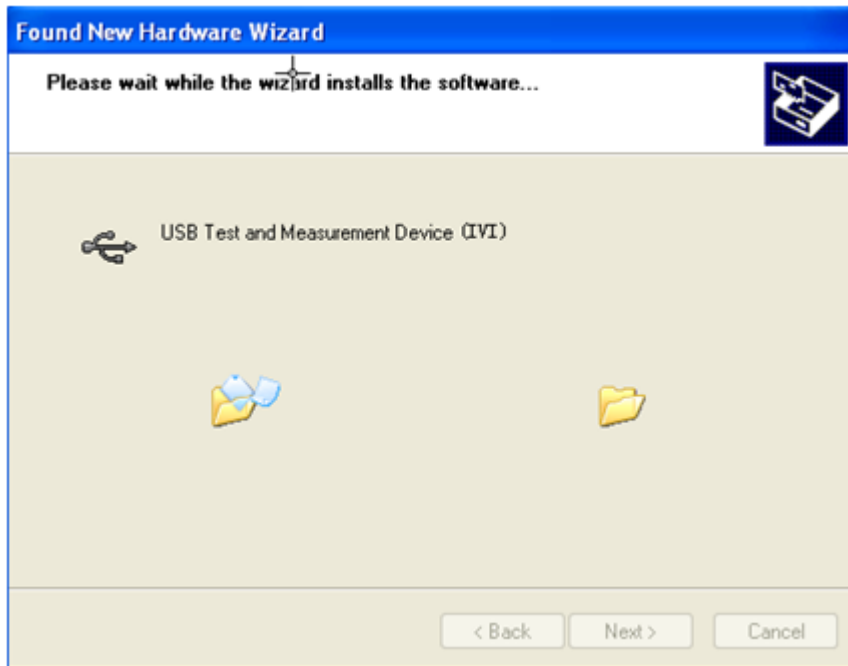 Found New Hardware Wizard
Please wait while the wizard installs the software...
USB Test and Measurement Device (IVI)
< Back
Next >
Cancel